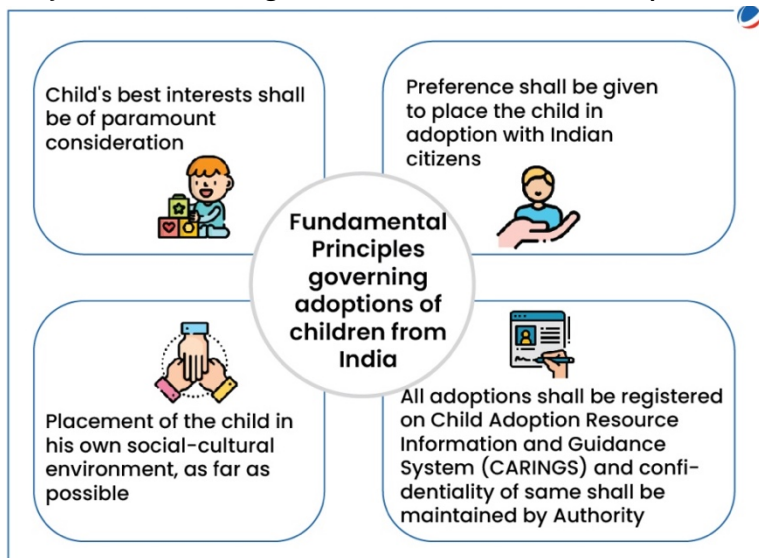 Child's best interests shall
be of paramount
consideration
Preference shall be given
to place the child in
adoption with Indian
citizens
Fundamental
Principles
governing
adoptions of
children from
India
Placement of the child in
his own social-cultural
environment, as far as
possible
All adoptions shall be registered
on Child Adoption Resource
Information and Guidance
System (CARINGS) and confi-
dentiality of same shall be
maintained by Authority